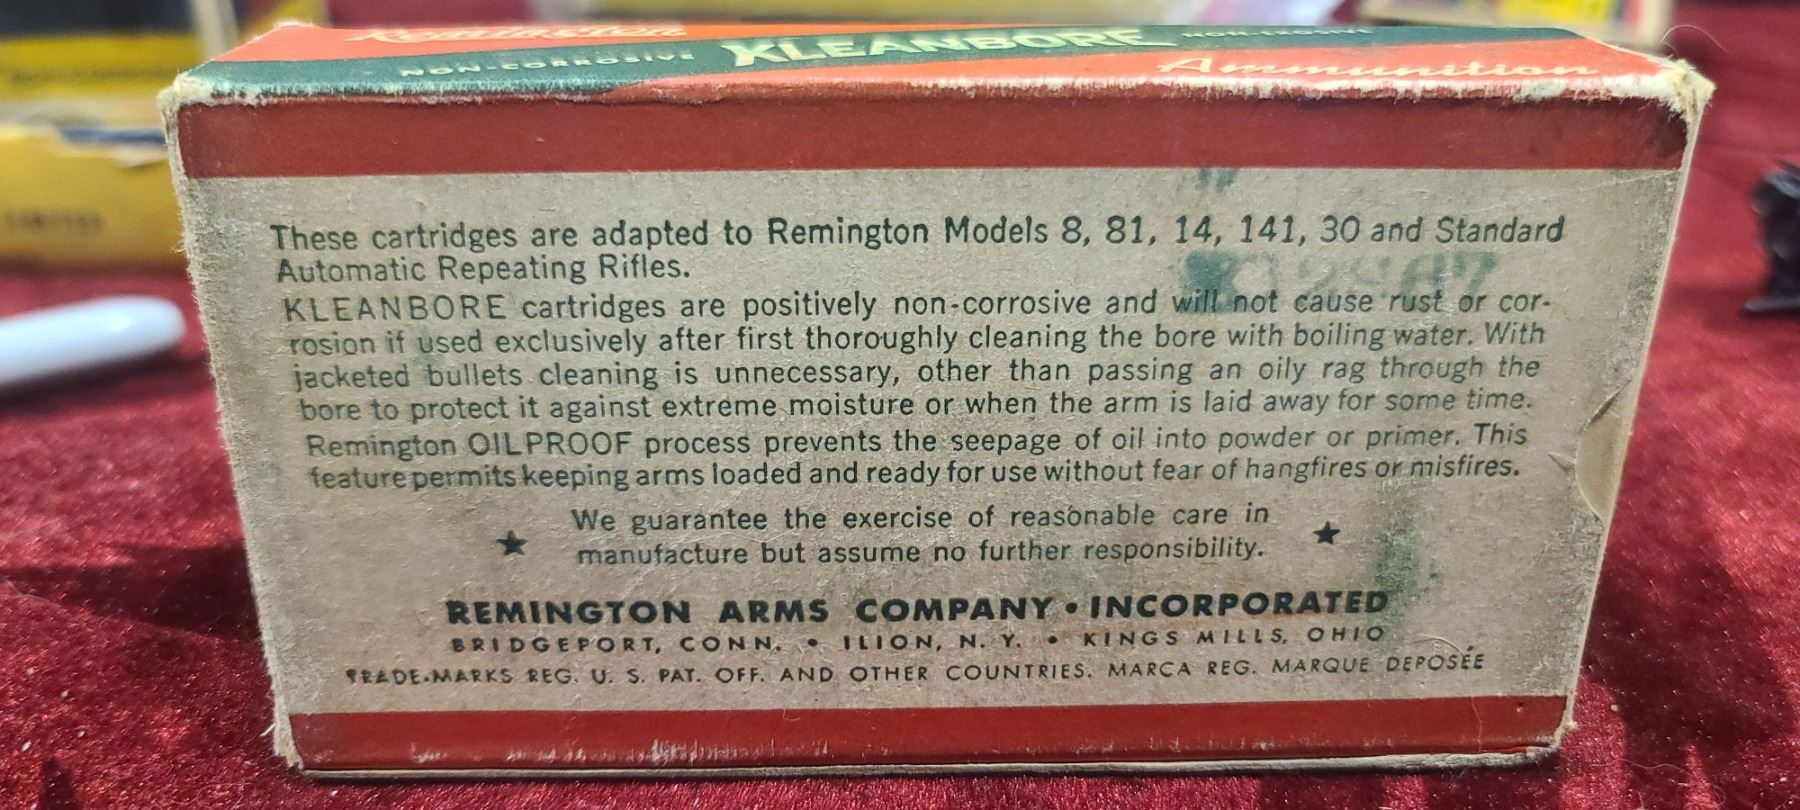 Remington
NON-CORROSIVE KLEANBORE NON-EROSIVE
Ammunition
These cartridges are adapted to Remington Models 8, 81, 14, 141, 30 and Standard
Automatic Repeating Rifles.
KLEANBORE cartridges are positively non-corrosive and will not cause rust or cor-
rosion if used exclusively after first thoroughly cleaning the bore with boiling water. With
jacketed bullets cleaning is unnecessary, other than passing an oily rag through the
bore to protect it against extreme moisture or when the arm is laid away for some time.
Remington OILPROOF process prevents the seepage of oil into powder or primer. This
feature permits keeping arms loaded and ready for use without fear of hangfires or misfires.
We guarantee the exercise of reasonable care in
manufacture but assume no further responsibility.
REMINGTON ARMS COMPANY • INCORPORATED
BRIDGEPORT, CONN. • ILION, N. Y. • KINGS MILLS, OHIO
TRADE-MARKS REG. U. S. PAT. OFF. AND OTHER COUNTRIES. MARCA REG. MARQUE DEPOSÉE